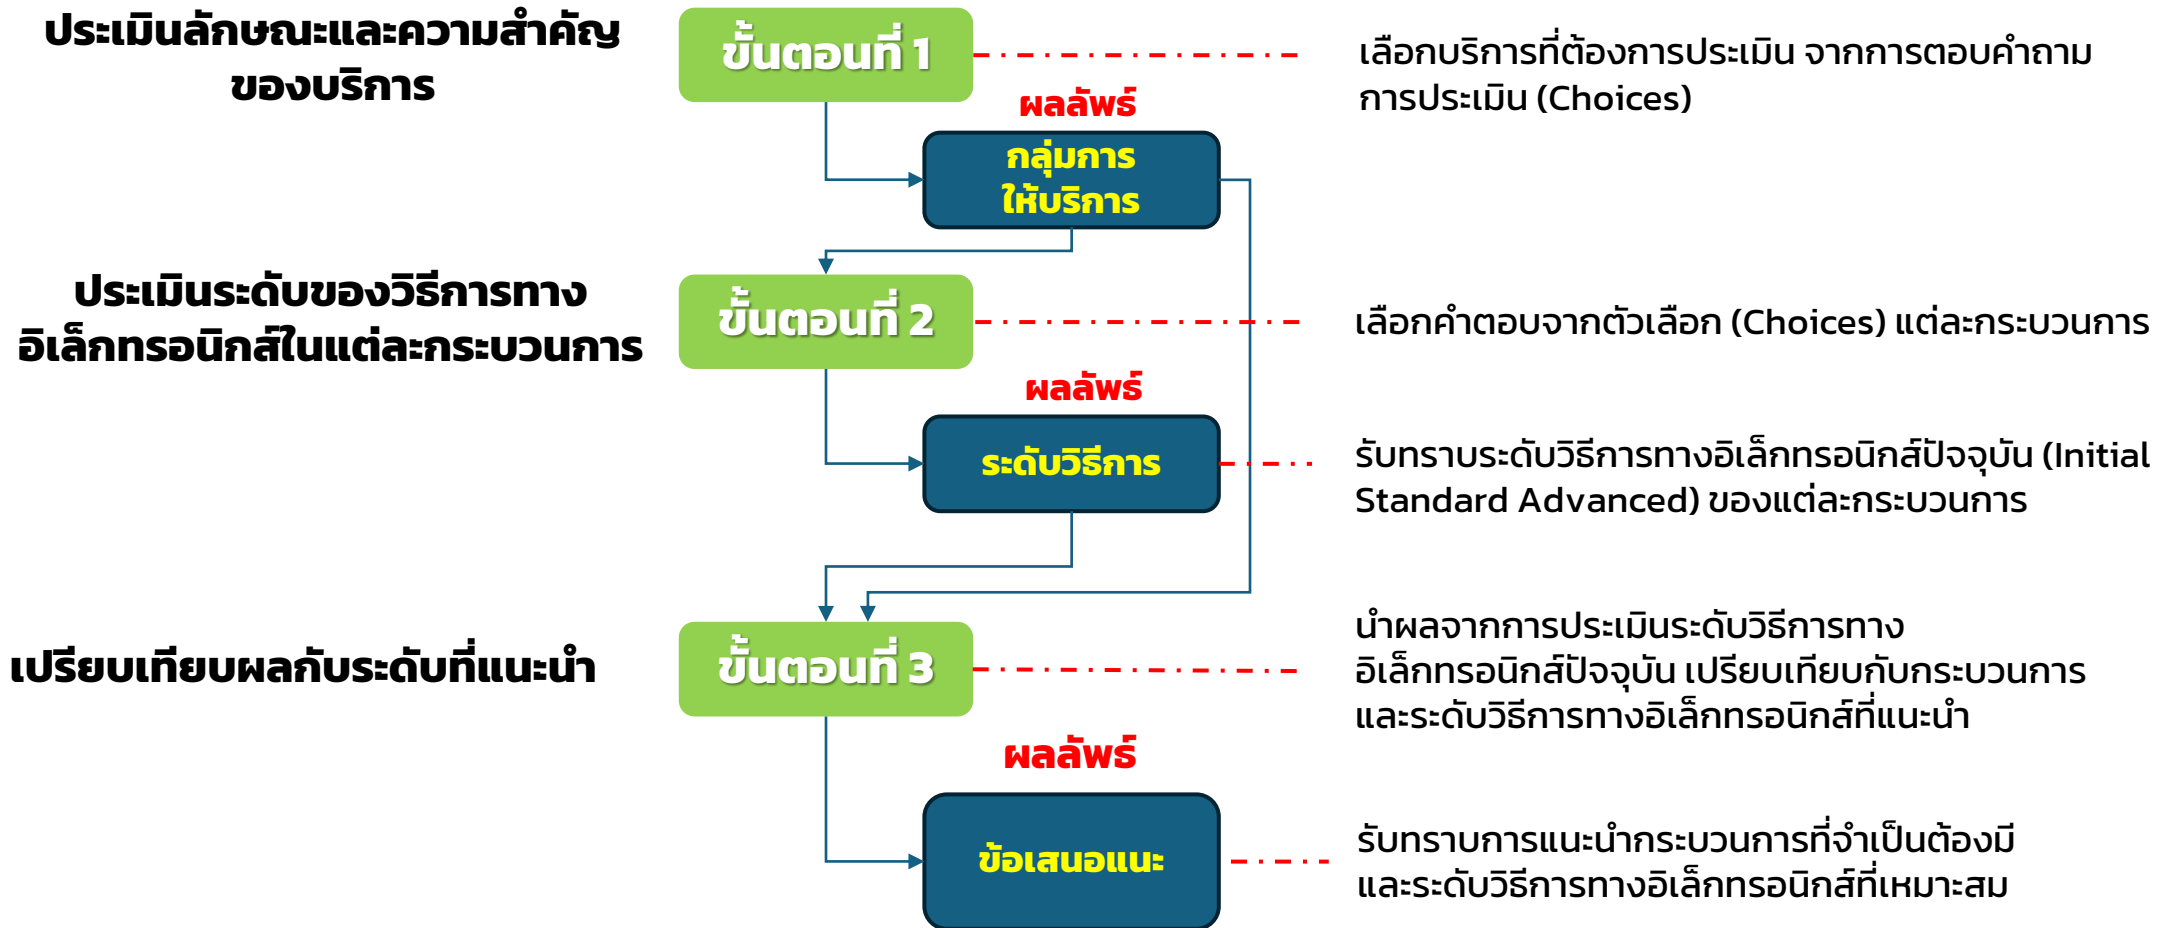 ประเมินลักษณะและความสำคัญ
ของบริการ
ขั้นตอนที่ 1
เลือกบริการที่ต้องการประเมิน จากการตอบคำถาม
การประเมิน (Choices)
ผลลัพธ์
กลุ่มการ
ให้บริการ
ประเมินระดับของวิธีการทาง
อิเล็กทรอนิกส์ในแต่ละกระบวนการ
ขั้นตอนที่ 2
เลือกคำตอบจากตัวเลือก (Choices) แต่ละกระบวนการ
ผลลัพธ์
ระดับวิธีการ
รับทราบระดับวิธีการทางอิเล็กทรอนิกส์ปัจจุบัน (Initial
Standard Advanced) ของแต่ละกระบวนการ
เปรียบเทียบผลกับระดับที่แนะนำ
ขั้นตอนที่ 3
นำผลจากการประเมินระดับวิธีการทาง
อิเล็กทรอนิกส์ปัจจุบัน เปรียบเทียบกับกระบวนการ
และระดับวิธีการทางอิเล็กทรอนิกส์ที่แนะนำ
ผลลัพธ์
ข้อเสนอแนะ
รับทราบการแนะนำกระบวนการที่จำเป็นต้องมี
และระดับวิธีการทางอิเล็กทรอนิกส์ที่เหมาะสม